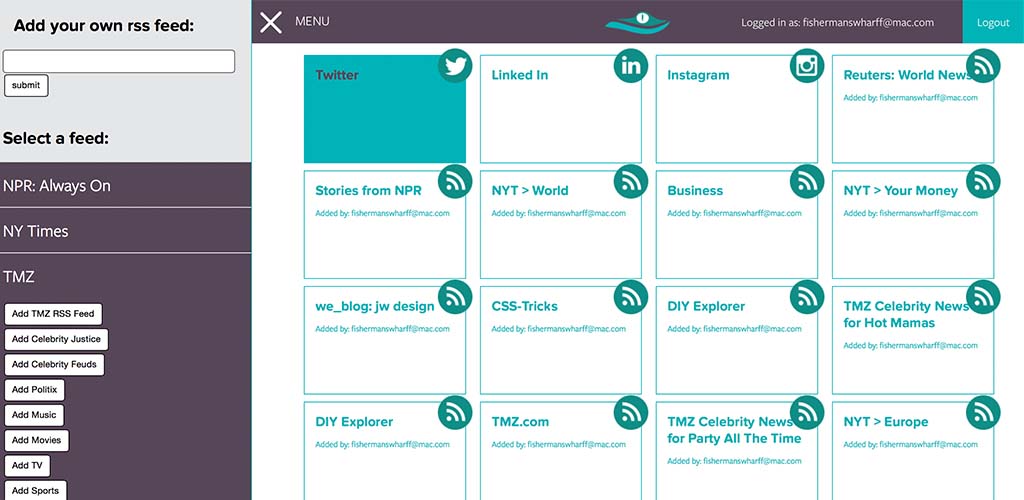 Add your own rss feed:
submit
Select a feed:
NPR: Always On
NY Times
TMZ
Add TMZ RSS Feed
Add Celebrity Justice
Add Celebrity Feuds
Add Politix
Add Music
Add Movies
Add TV
Add Sports
MENU
Logged in as: fishermanswharff@mac.com
Logout
Twitter
Linked In
Instagram
Reuters: World News
Added by: fishermanswharff@mac.com
Stories from NPR
Added by: fishermanswharff@mac.com
NYT > World
Added by: fishermanswharff@mac.com
Business
Added by: fishermanswharff@mac.com
NYT > Your Money
Added by: fishermanswharff@mac.com
we_blog: jw design
Added by: fishermanswharff@mac.com
CSS-Tricks
Added by: fishermanswharff@mac.com
DIY Explorer
Added by: fishermanswharff@mac.com
TMZ Celebrity News
for Hot Mamas
Added by: fishermanswharff@mac.com
DIY Explorer
Added by: fishermanswharff@mac.com
TMZ.com
Added by: fishermanswharff@mac.com
TMZ Celebrity News
for Party All The Time
Added by: fishermanswharff@mac.com
NYT > Europe
Added by: fishermanswharff@mac.com